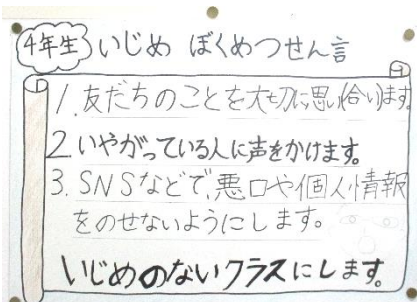 4年生 いじめ ぼくめつせん言
1.友だちのことを大切に思い合います。
2.いやがっている人に声をかけます。
3.SNSなどで、悪口や個人情報
をのせないようにします。
いじめのないクラスにします。